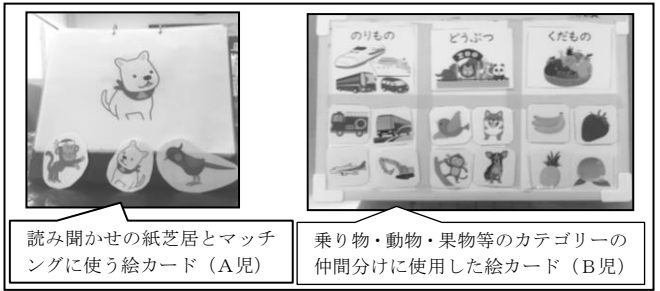 のりもの
どうぶつ
くだもの
読み聞かせの紙芝居とマッチ
ングに使う絵カード（Ａ児）
乗り物・動物・果物等のカテゴリーの
仲間分けに使用した絵カード（Ｂ児）